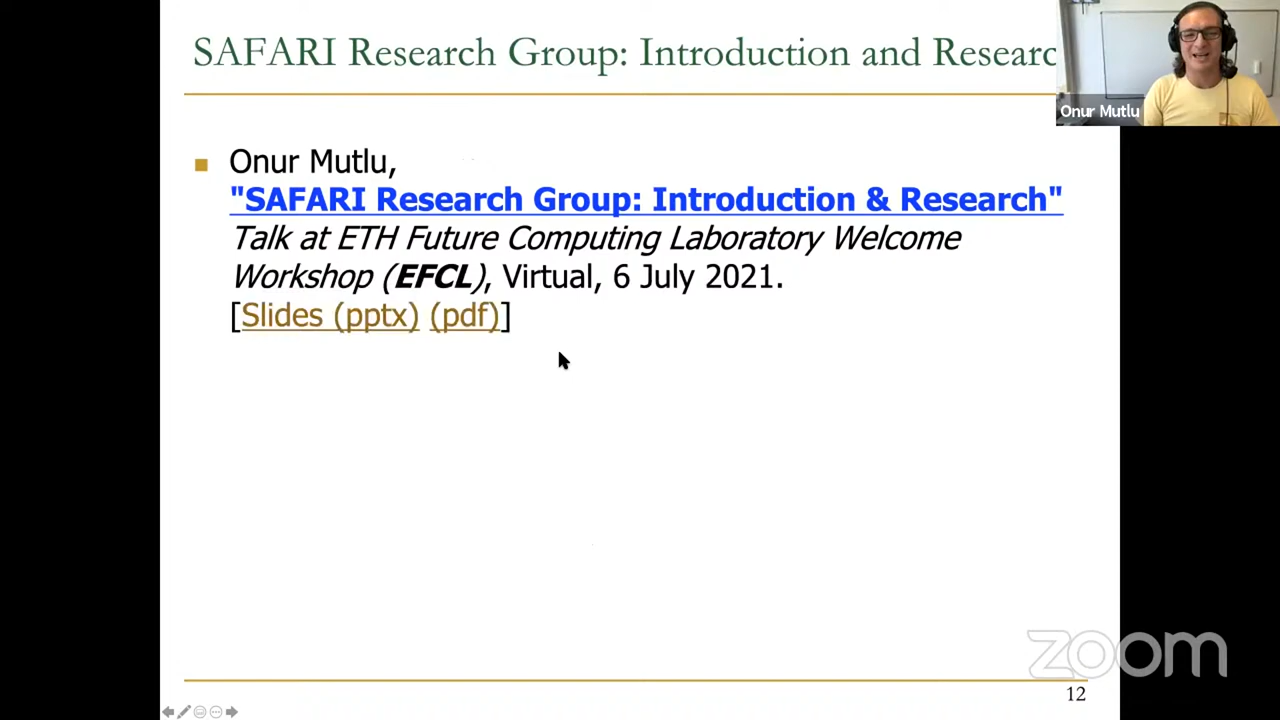 SAFARI Research Group: Introduction and Researc
Onur Mutlu
Onur Mutlu,
"SAFARI Research Group: Introduction & Research"
Talk at ETH Future Computing Laboratory Welcome
Workshop (EFCL), Virtual, 6 July 2021.
[Slides (pptx) (pdf)]
zoom
12